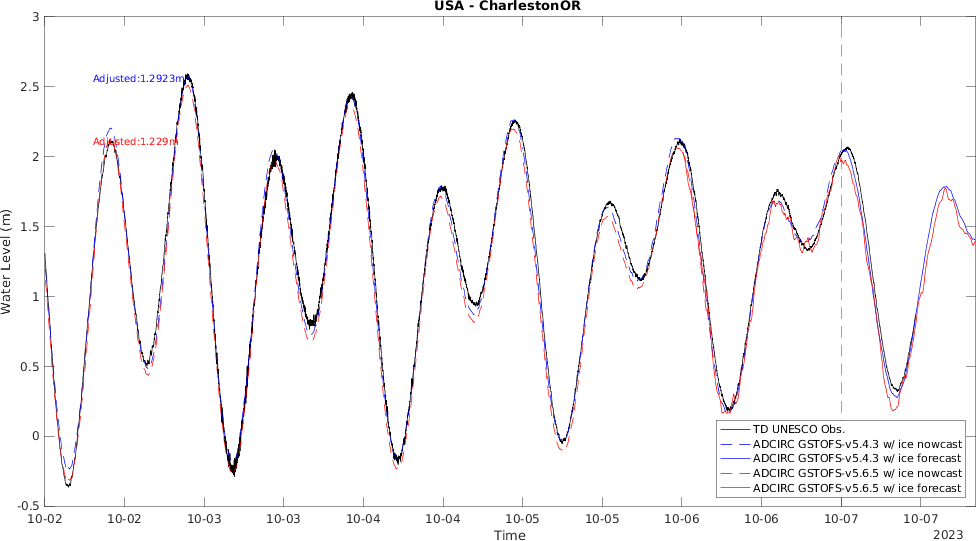 USA - CharlestonOR
3
2.5
2
1.5
1
0.5
0
-0.5
Water Level (m)
Adjusted:1.2923m
Adjusted:1.229m
TD UNESCO Obs.
ADCIRC GSTOFS-v5.4.3 w/ ice nowcast
ADCIRC GSTOFS-v5.4.3 w/ ice forecast
ADCIRC GSTOFS-v5.6.5 w/ ice nowcast
ADCIRC GSTOFS-v5.6.5 w/ ice forecast
10-02 10-02 10-03 10-03 10-04 10-04 10-05 10-05 10-06 10-06 10-07 10-07
Time
2023